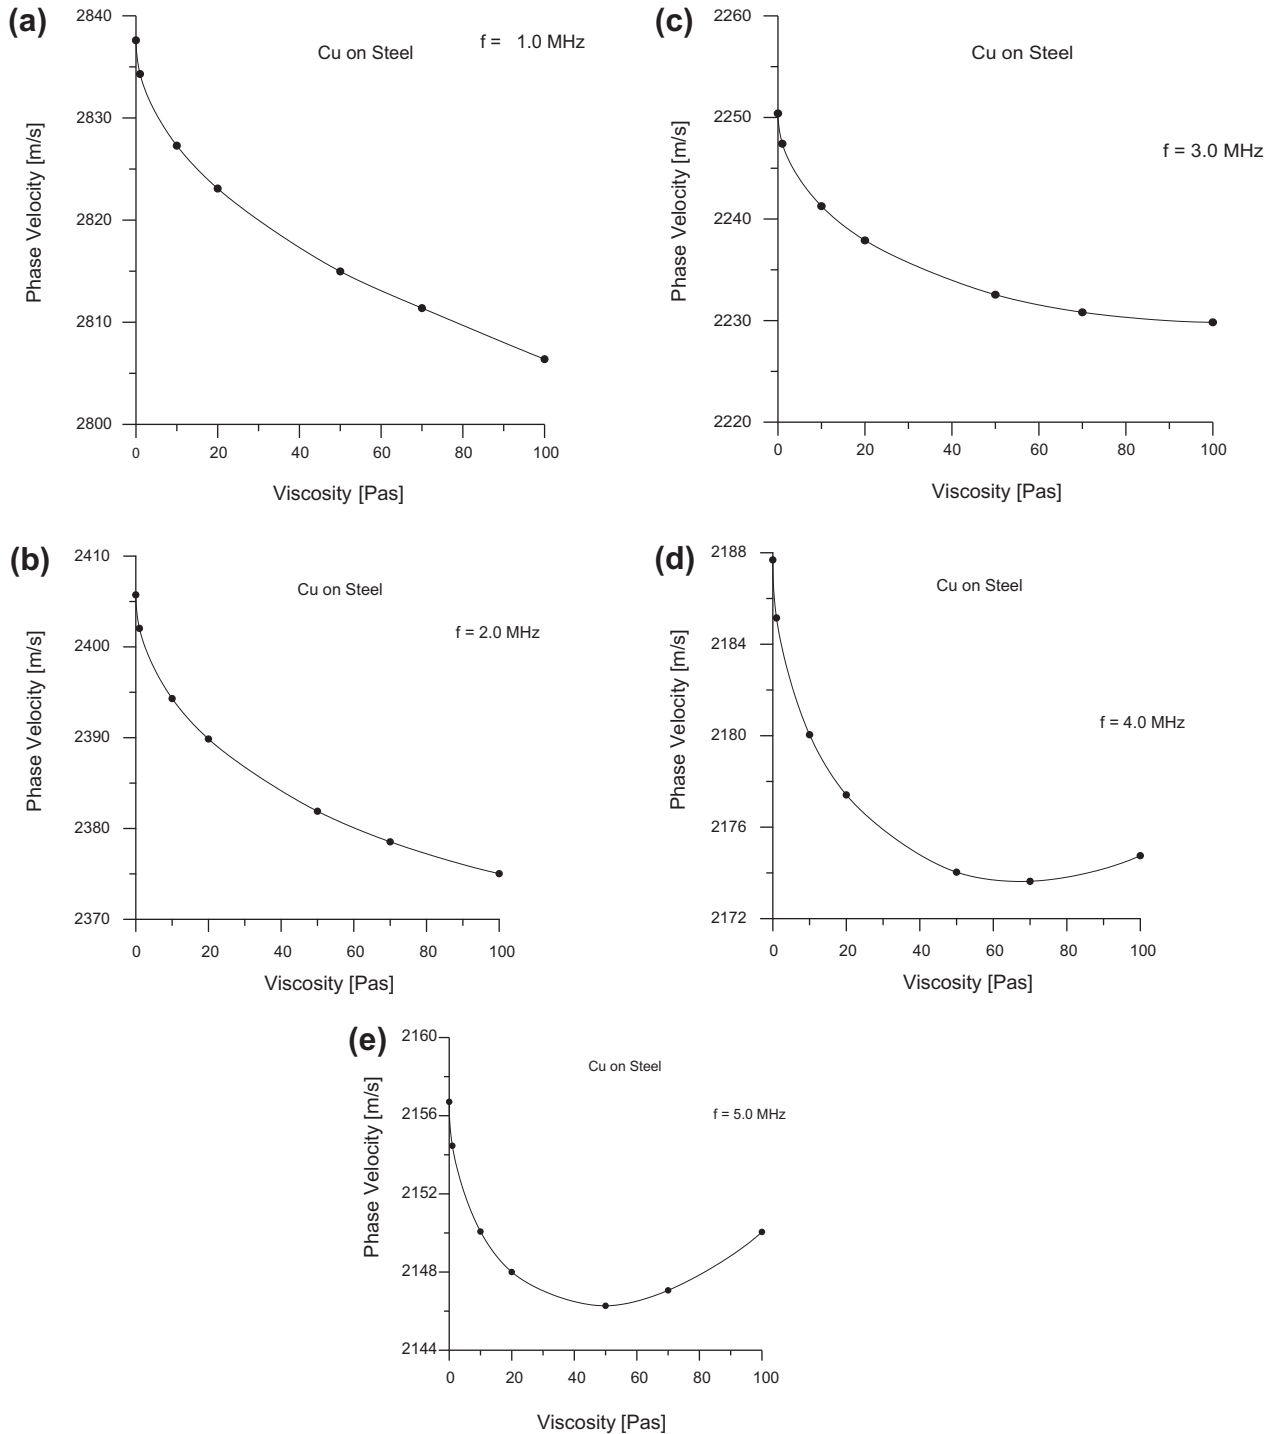 (a)
2840
2830
2820
2810
2800
Phase Velocity [m/s]
Cu on Steel
f = 1.0 MHz
0 20 40 60 80 100
Viscosity [Pas]
(b)
2410
2400
2390
2380
2370
Phase Velocity [m/s]
Cu on Steel
f = 2.0 MHz
0 20 40 60 80 100
Viscosity [Pas]
(c)
2260
2250
2240
2230
2220
Phase Velocity [m/s]
Cu on Steel
f = 3.0 MHz
0 20 40 60 80 100
Viscosity [Pas]
(d)
2188
2184
2180
2176
2172
Phase Velocity [m/s]
Cu on Steel
f = 4.0 MHz
0 20 40 60 80 100
Viscosity [Pas]
(e)
2160
2156
2152
2148
2144
Phase Velocity [m/s]
Cu on Steel
f = 5.0 MHz
0 20 40 60 80 100
Viscosity [Pas]